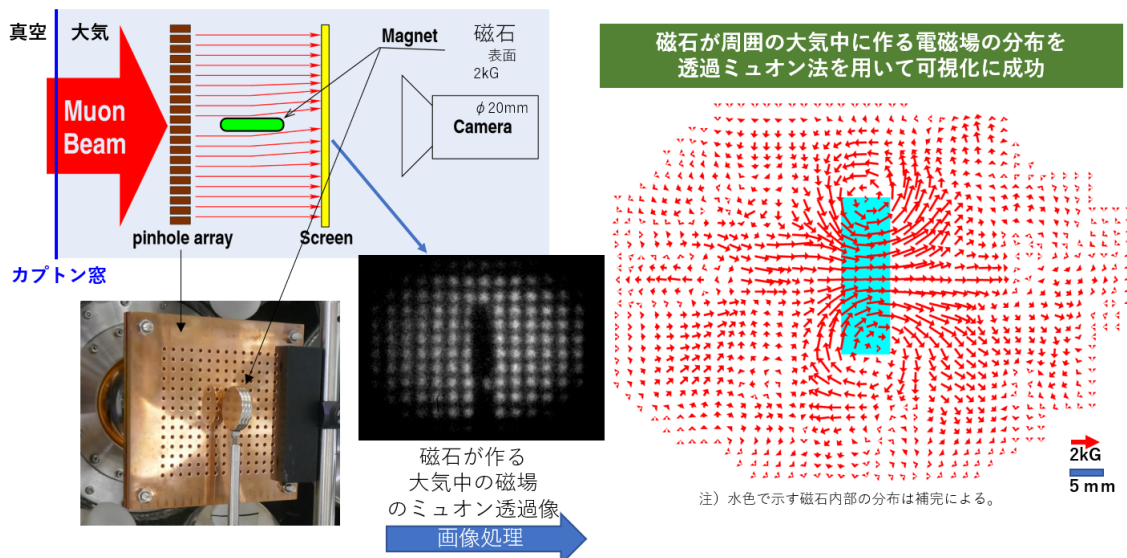 真空
大気
Muon
Beam
pinhole array
カプトン窓
Magnet
磁石
表面
2kG
φ20mm
Camera
Screen
磁石が作る
大気中の磁場
のミュオン透過像
画像処理
磁石が周囲の大気中に作る電磁場の分布を
透過ミュオン法を用いて可視化に成功
2kG
5 mm
注）水色で示す磁石内部の分布は補完による。